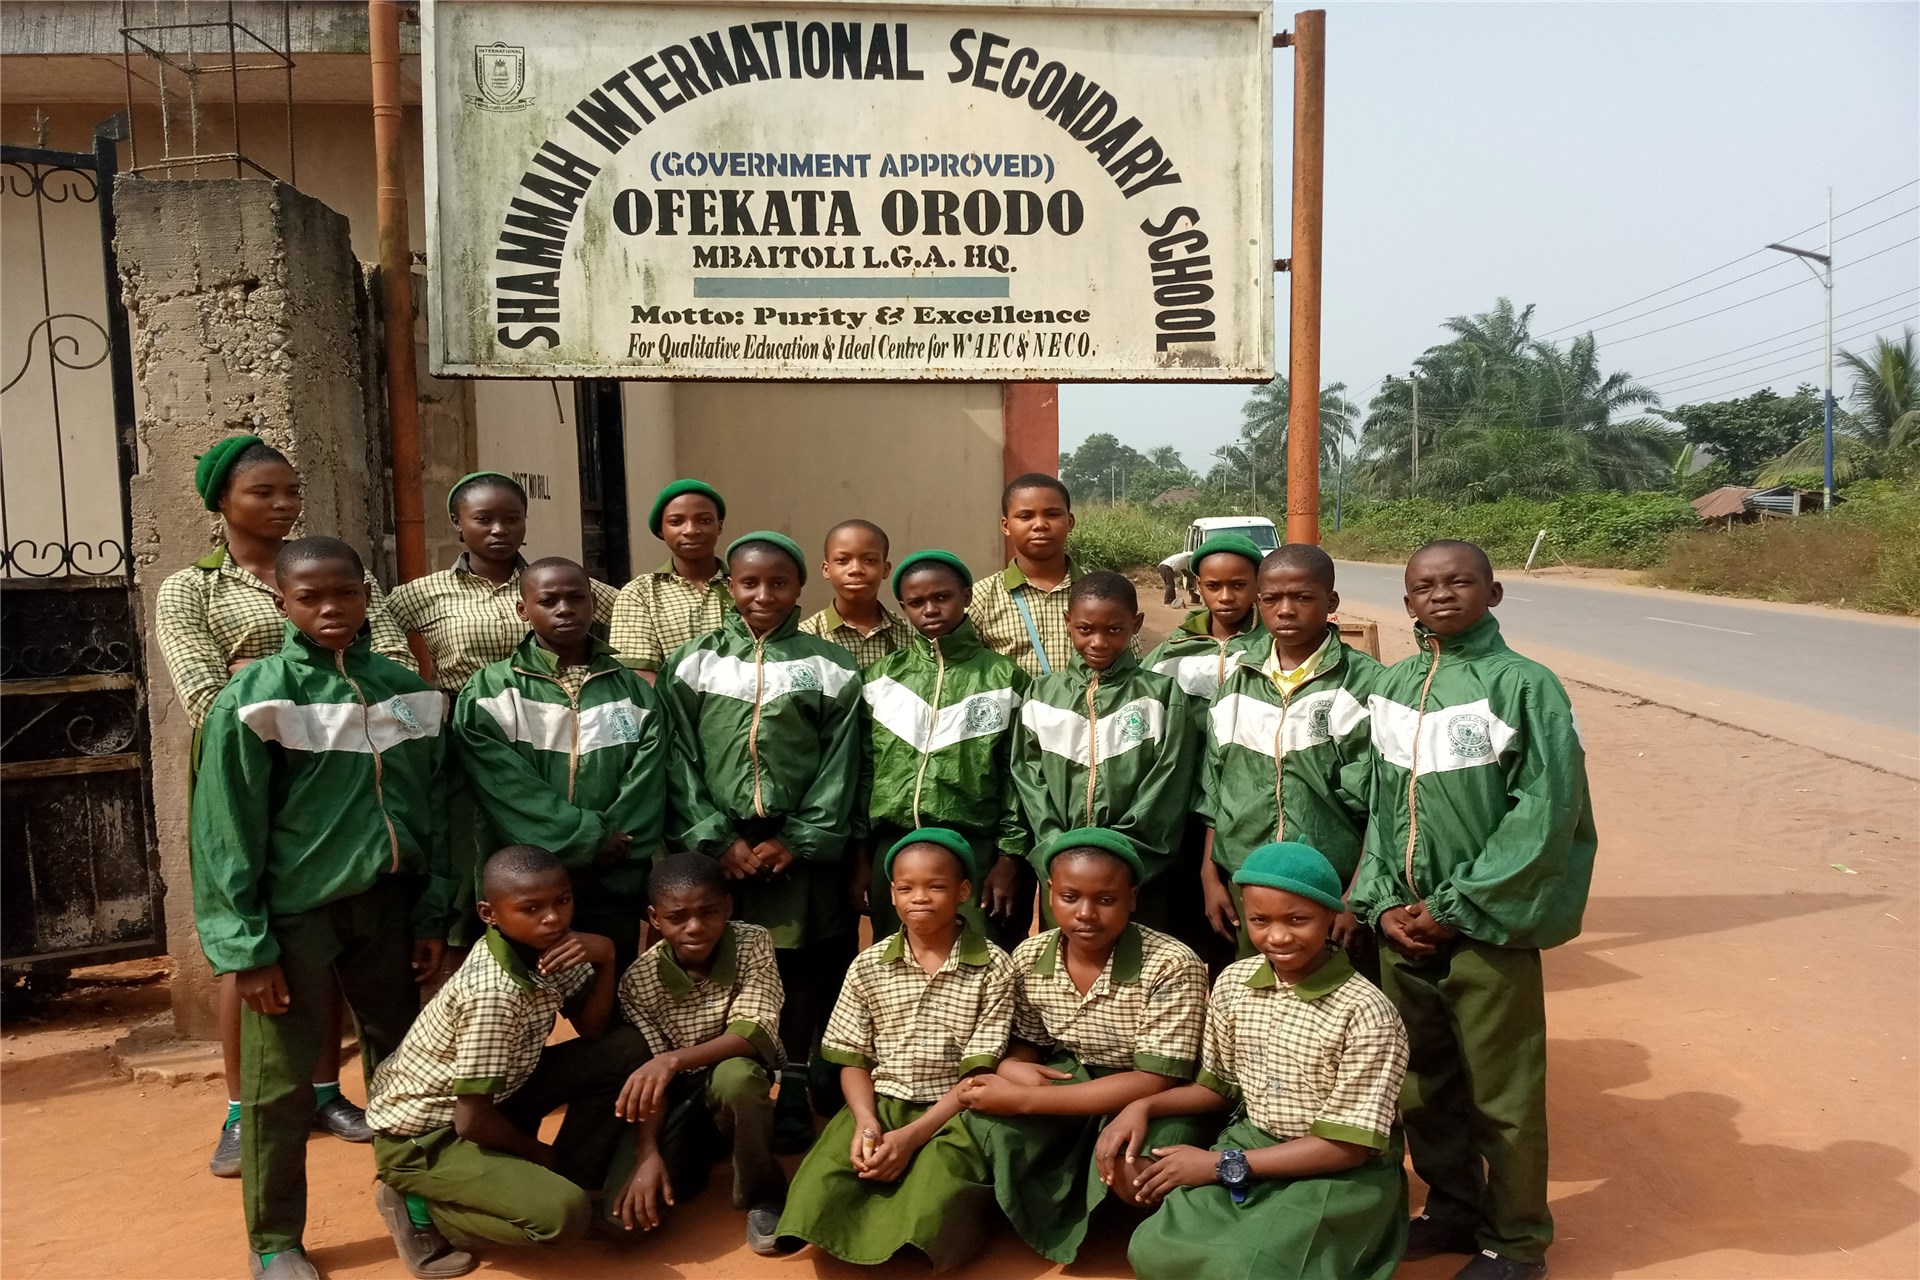 SHAMMAH INTERNATIONAL SECONDARY SCHOOL
(GOVERNMENT APPROVED)
OFEKATA ORODO
MBAITOLI L.G.A. HQ.
Motto: Purity & Excellence
For Qualitative Education & Ideal Centre for WAEC & NECO.
POST NO BILL